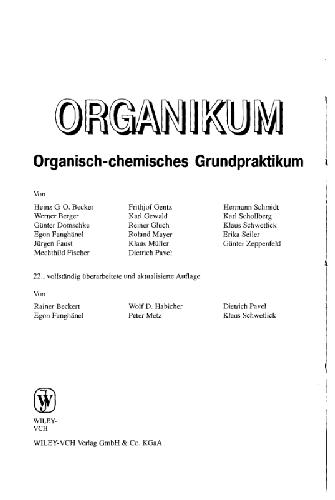 ORGANIKUM
Organisch-chemisches Grundpraktikum
Von
Heinz G. O. Becker Frithjof Gentz Hermann Schmidt
Werner Berger Karl Gewald Karl Schollberg
Günter Domschke Reiner Gluch Klaus Schwetlick
Egon Fanghänel Roland Mayer Erika Seiler
Jürgen Faust Klaus Müller Günter Zeppenfeld
Mechthild Fischer Dietrich Pavel
22., vollständig überarbeitete und aktualisierte Auflage
Von
Rainer Beckert Wolf D. Habicher Dietrich Pavel
Egon Fanghänel Peter Metz Klaus Schwetlick
WILEY-
VCH
WILEY-VCH Verlag GmbH & Co. KGaA